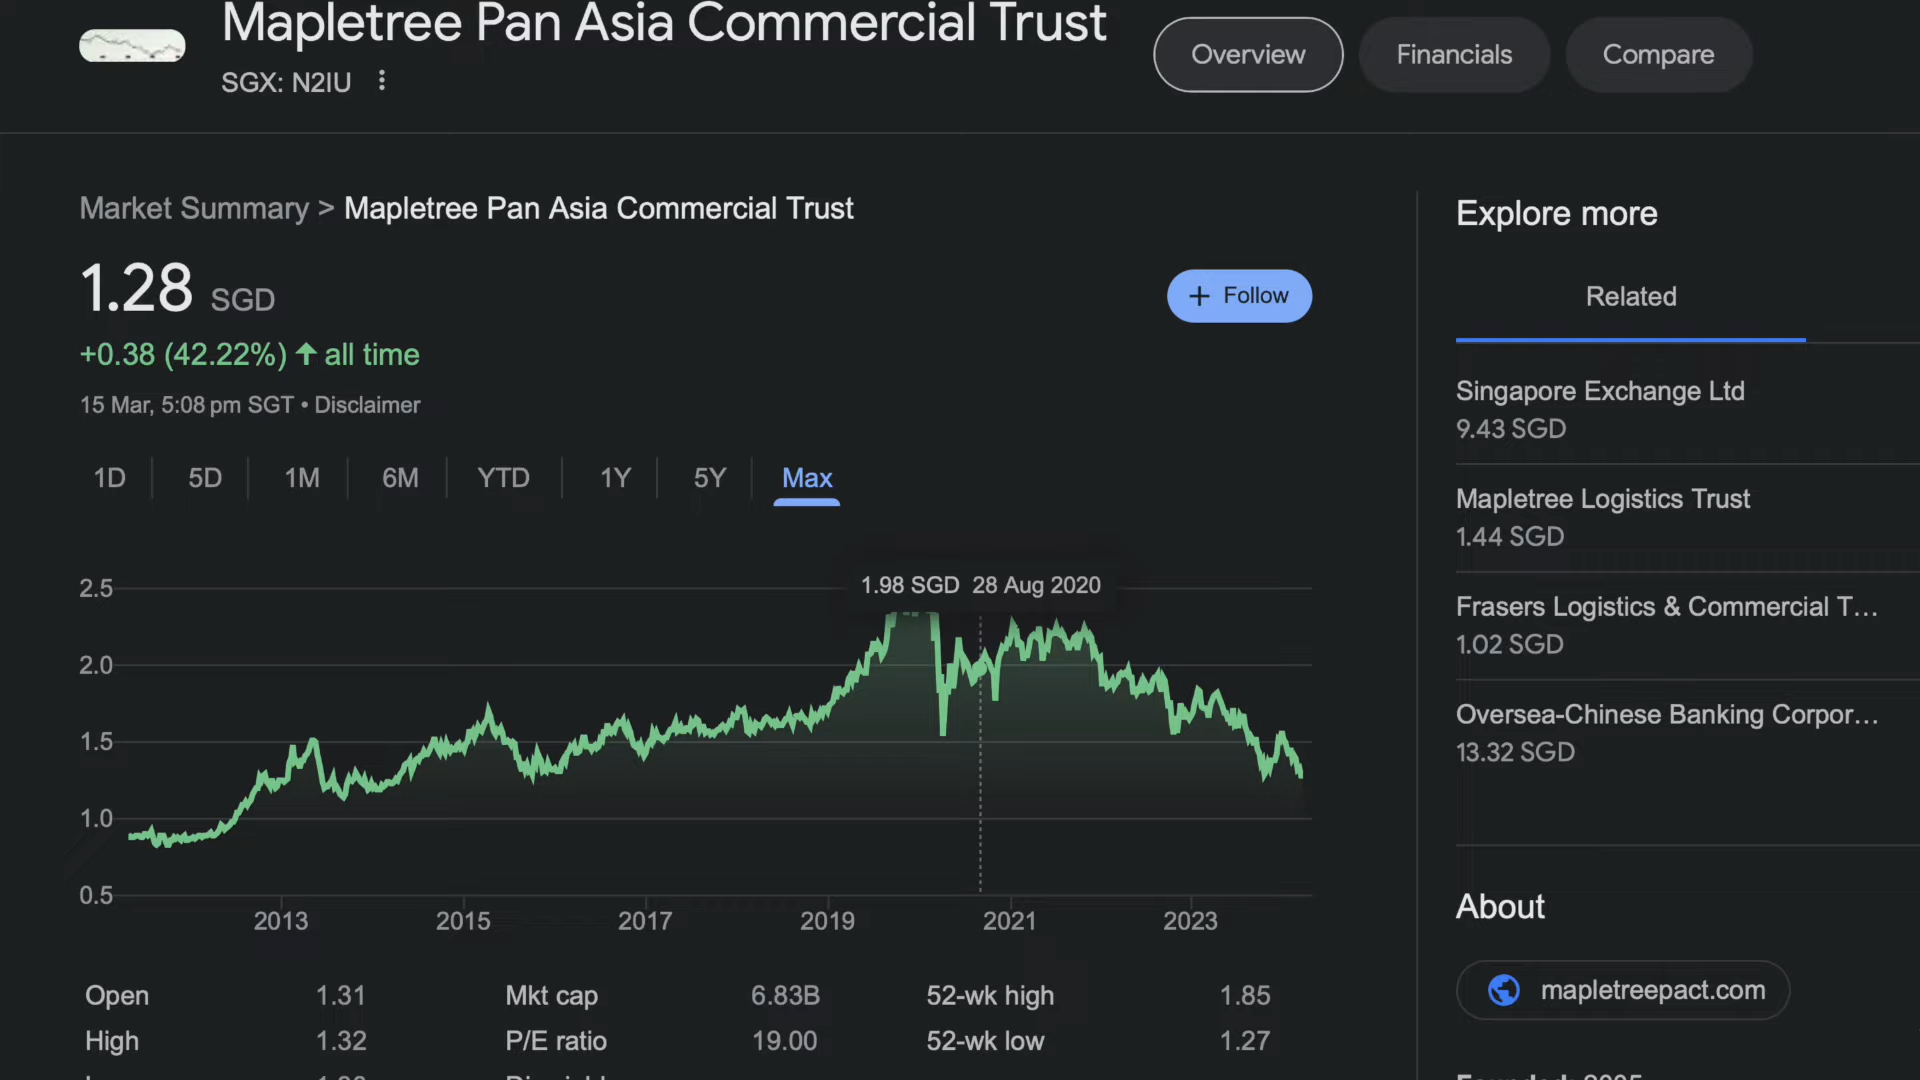 Mapletree Pan Asia Commercial Trust
SGX: N2IU
Overview
Financials
Compare
Market Summary > Mapletree Pan Asia Commercial Trust
1.28 SGD
+ Follow
+0.38 (42.22%) ↑ all time
15 Mar, 5:08 pm SGT • Disclaimer
1D 5D 1M 6M YTD 1Y 5Y Max
1.98 SGD 28 Aug 2020
2.5
2.0
1.5
1.0
0.5
2013 2015 2017 2019 2021 2023
Open 1.31 Mkt cap 6.83B 52-wk high 1.85
High 1.32 P/E ratio 19.00 52-wk low 1.27
Explore more
Related
Singapore Exchange Ltd
9.43 SGD
Mapletree Logistics Trust
1.44 SGD
Frasers Logistics & Commercial T...
1.02 SGD
Oversea-Chinese Banking Corpor...
13.32 SGD
About
mapletreepact.com